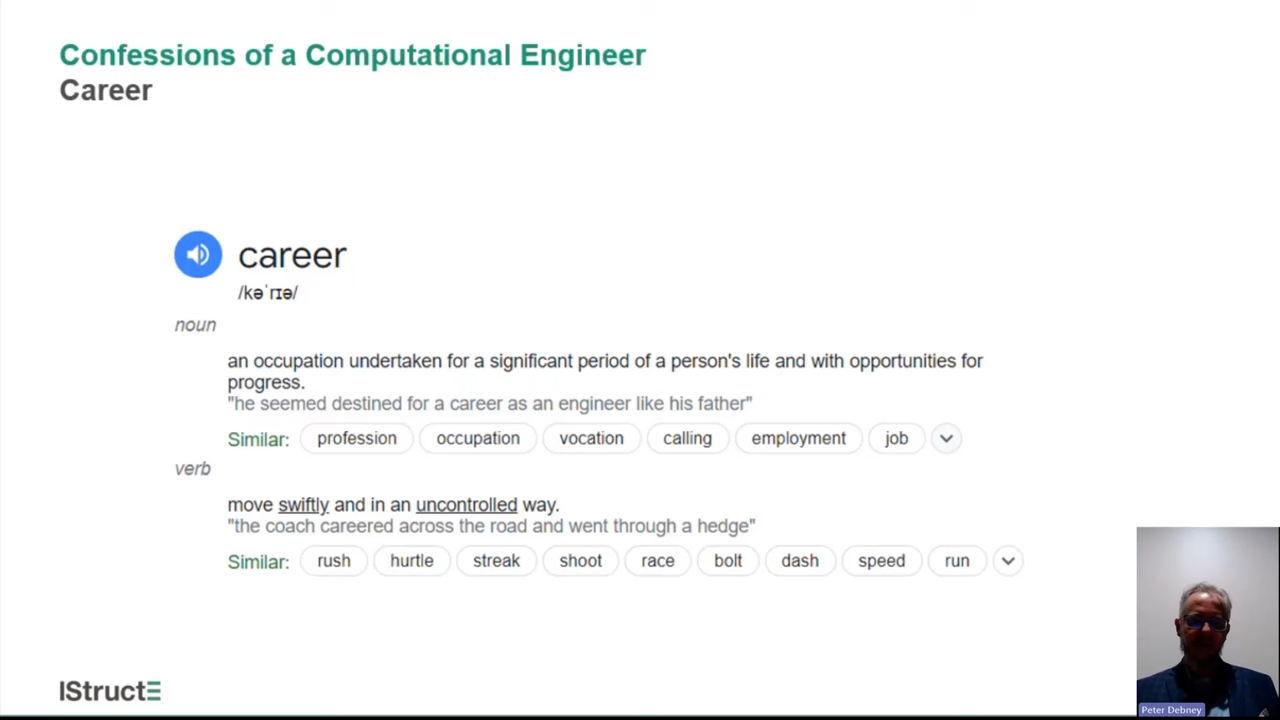 Confessions of a Computational Engineer
Career
career
/kəˈrɪə/
noun
an occupation undertaken for a significant period of a person's life and with opportunities for
progress.
"he seemed destined for a career as an engineer like his father"
Similar: profession occupation vocation calling employment job
verb
move swiftly and in an uncontrolled way.
"the coach careered across the road and went through a hedge"
Similar: rush hurtle streak shoot race bolt dash speed run
IStructE
Peter Debney